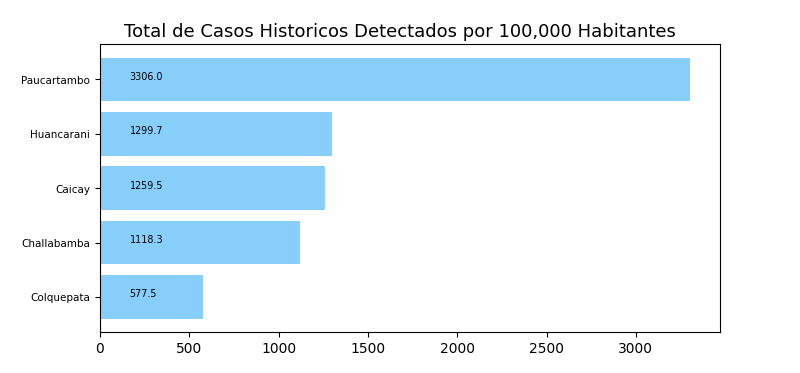 Total de Casos Historicos Detectados por 100,000 Habitantes
Paucartambo 3306.0
Huancarani 1299.7
Caicay 1259.5
Challabamba 1118.3
Colquepata 577.5
0 500 1000 1500 2000 2500 3000